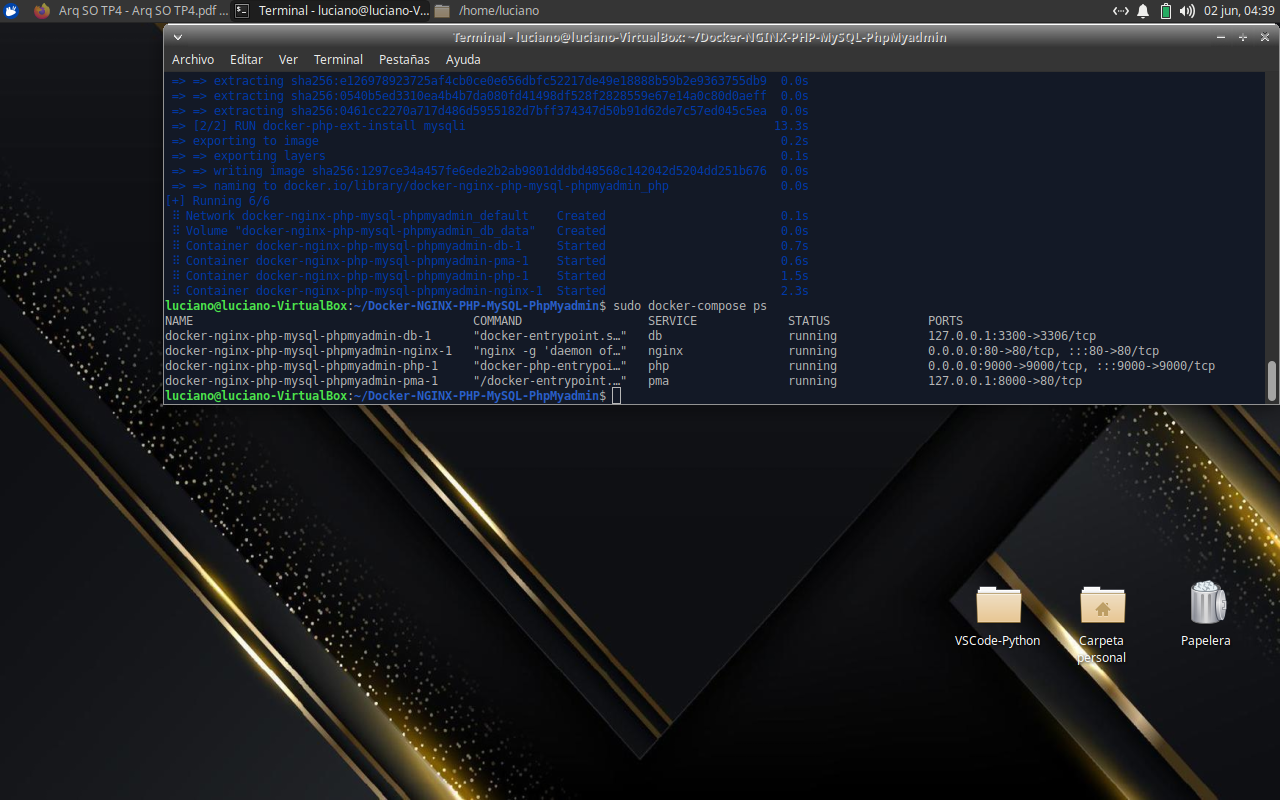 Arq SO TP4 - Arq SO TP4.pdf ... Terminal - luciano@luciano-V... /home/luciano 02 jun, 04:39
Terminal - luciano@luciano-VirtualBox: ~/Docker-NGINX-PHP-MySQL-PhpMyadmin
Archivo Editar Ver Terminal Pestañas Ayuda
=> => extracting sha256:e126978923725af4cb0ce0e656dbfc52217de49e18888b59b2e9363755db9 0.0s
=> => extracting sha256:0540b5ed3310ea4b4b7da080fd41498df528f2828559e67e14a0c80d0aeff 0.0s
=> => extracting sha256:0461cc2270a717d486d5955182d7bff374347d50b91d62de7c57ed045c5ea 0.0s
=> [2/2] RUN docker-php-ext-install mysqli 13.3s
=> exporting to image 0.2s
=> => exporting layers 0.1s
=> => writing image sha256:1297ce34a457fe6ede2b2ab9801dddbd48568c142042d5204dd251b676 0.0s
=> => naming to docker.io/library/docker-nginx-php-mysql-phpmyadmin_php 0.0s
[+] Running 6/6
⠿ Network docker-nginx-php-mysql-phpmyadmin_default Created 0.1s
⠿ Volume "docker-nginx-php-mysql-phpmyadmin_db_data" Created 0.0s
⠿ Container docker-nginx-php-mysql-phpmyadmin-db-1 Started 0.7s
⠿ Container docker-nginx-php-mysql-phpmyadmin-pma-1 Started 0.6s
⠿ Container docker-nginx-php-mysql-phpmyadmin-php-1 Started 1.5s
⠿ Container docker-nginx-php-mysql-phpmyadmin-nginx-1 Started 2.3s
luciano@luciano-VirtualBox:~/Docker-NGINX-PHP-MySQL-PhpMyadmin$ sudo docker-compose ps
NAME COMMAND SERVICE STATUS PORTS
docker-nginx-php-mysql-phpmyadmin-db-1 "docker-entrypoint.s…" db running 127.0.0.1:3300->3306/tcp
docker-nginx-php-mysql-phpmyadmin-nginx-1 "nginx -g 'daemon of…" nginx running 0.0.0.0:80->80/tcp, :::80->80/tcp
docker-nginx-php-mysql-phpmyadmin-php-1 "docker-php-entrypoi…" php running 0.0.0.0:9000->9000/tcp, :::9000->9000/tcp
docker-nginx-php-mysql-phpmyadmin-pma-1 "/docker-entrypoint.…" pma running 127.0.0.1:8000->80/tcp
luciano@luciano-VirtualBox:~/Docker-NGINX-PHP-MySQL-PhpMyadmin$
VSCode-Python
Carpeta
personal
Papelera